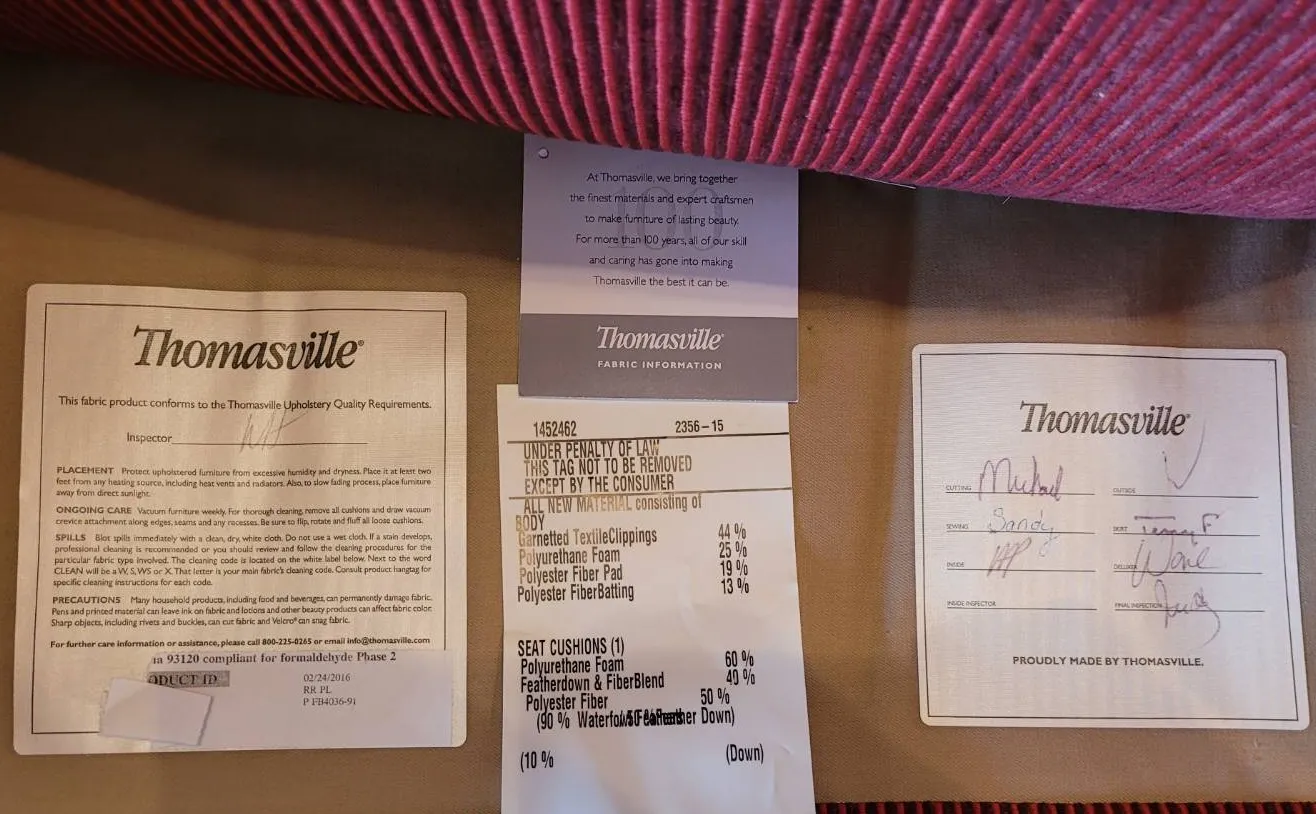 At Thomasville, we bring together
the finest materials and expert craftsmen
to make furniture of lasting beauty.
For more than 100 years, all of our skill
and caring has gone into making
Thomasville the best it can be.
100
Thomasville®
FABRIC INFORMATION
Thomasville®
This fabric product conforms to the Thomasville Upholstery Quality Requirements.
Inspector
PLACEMENT Protect upholstered furniture from excessive humidity and dryness. Place it at least two
feet from any heating source, including heat vents and radiators. Also, to slow fading process, place furniture
away from direct sunlight.
ONGOING CARE Vacuum furniture weekly. For thorough cleaning, remove all cushions and draw vacuum
crevice attachment along edges, seams and any recesses. Be sure to flip, rotate and fluff all loose cushions.
SPILLS Blot spills immediately with a clean, dry, white cloth. Do not use a wet cloth. If a stain develops,
professional cleaning is recommended or you should review and follow the cleaning procedures for the
particular fabric type involved. The cleaning code is located on the white label below. Next to the word
CLEAN will be a W, S, WS or X. That letter is your main fabric's cleaning code. Consult product hangtag for
specific cleaning instructions for each code.
PRECAUTIONS Many household products, including food and beverages, can permanently damage fabric.
Pens and printed material can leave ink on fabric and lotions and other beauty products can affect fabric color.
Sharp objects, including rivets and buckles, can cut fabric and Velcro® can snag fabric.
For further care information or assistance, please call 800-225-0265 or email info@thomasville.com
ia 93120 compliant for formaldehyde Phase 2
ODUCT ID
02/24/2016
RR PL
P FB4036-91
1452462 2356-15
UNDER PENALTY OF LAW
THIS TAG NOT TO BE REMOVED
EXCEPT BY THE CONSUMER
ALL NEW MATERIAL consisting of
BODY
Garnetted TextileClippings 44 %
Polyurethane Foam 25 %
Polyester Fiber Pad 19 %
Polyester FiberBatting 13 %
SEAT CUSHIONS (1)
Polyurethane Foam 60 %
Featherdown & FiberBlend 40 %
Polyester Fiber 50 %
(90 % Waterfowl Down)
(10 % (Down)
Thomasville®
CUTTING Michael
OUTSIDE
SEWING Sandy
SKIRT
INSIDE
DELUXER
INSIDE INSPECTOR
FINAL INSPECTION
PROUDLY MADE BY THOMASVILLE.